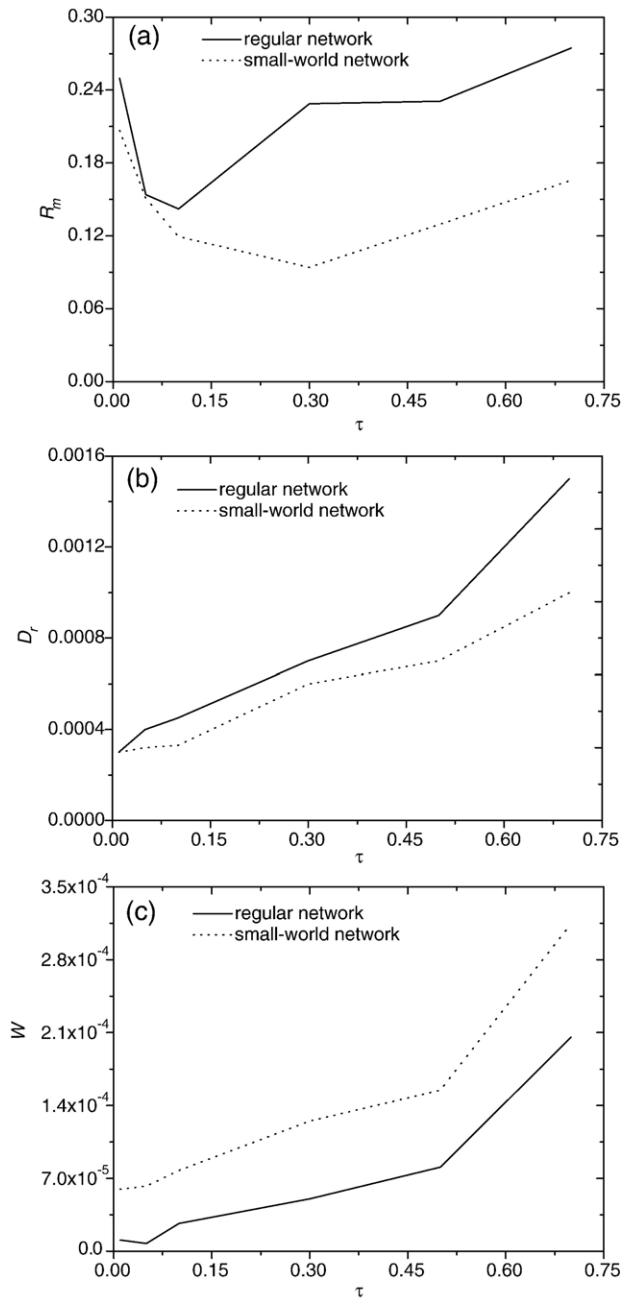 (a)
regular network
small-world network
0.30
0.24
0.18
0.12
0.06
0.00
R_m
0.00 0.15 0.30 0.45 0.60 0.75
τ
(b)
regular network
small-world network
0.0016
0.0012
0.0008
0.0004
0.0000
D_r
0.00 0.15 0.30 0.45 0.60 0.75
τ
(c)
regular network
small-world network
3.5x10⁻⁴
2.8x10⁻⁴
2.1x10⁻⁴
1.4x10⁻⁴
7.0x10⁻⁵
0.0
W
0.00 0.15 0.30 0.45 0.60 0.75
τ